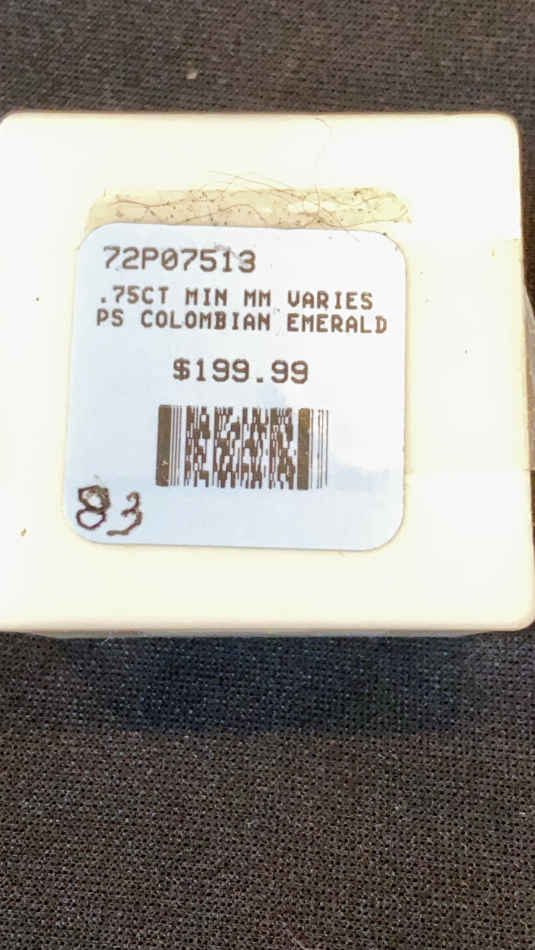 72P07513
.75CT MIN MM VARIES
PS COLOMBIAN EMERALD
$199.99
83